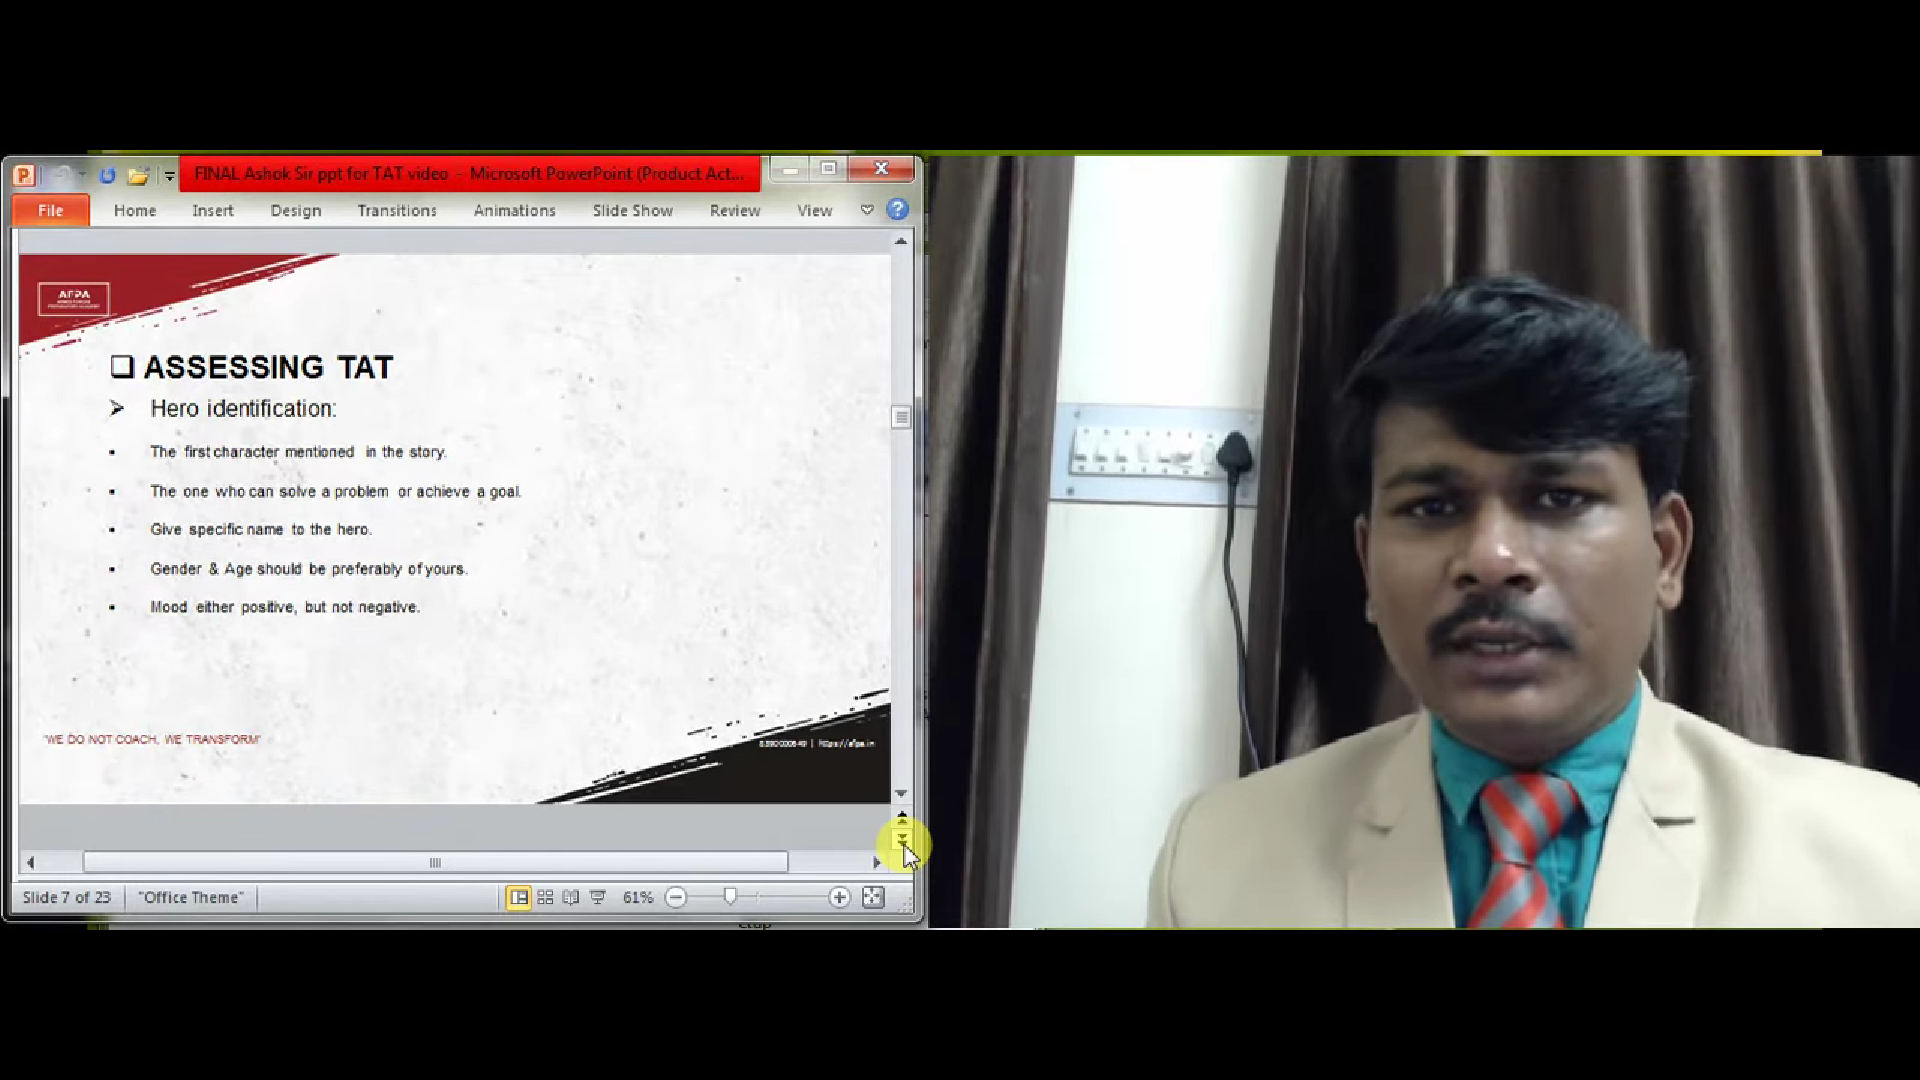 FINAL Ashok Sir ppt for TAT video - Microsoft PowerPoint (Product Act...
File Home Insert Design Transitions Animations Slide Show Review View
AFPA
ASSESSING TAT
Hero identification:
The first character mentioned in the story.
The one who can solve a problem or achieve a goal.
Give specific name to the hero.
Gender & Age should be preferably of yours.
Mood either positive, but not negative.
"WE DO NOT COACH, WE TRANSFORM"
https://afpa.in
Slide 7 of 23 "Office Theme" 61%